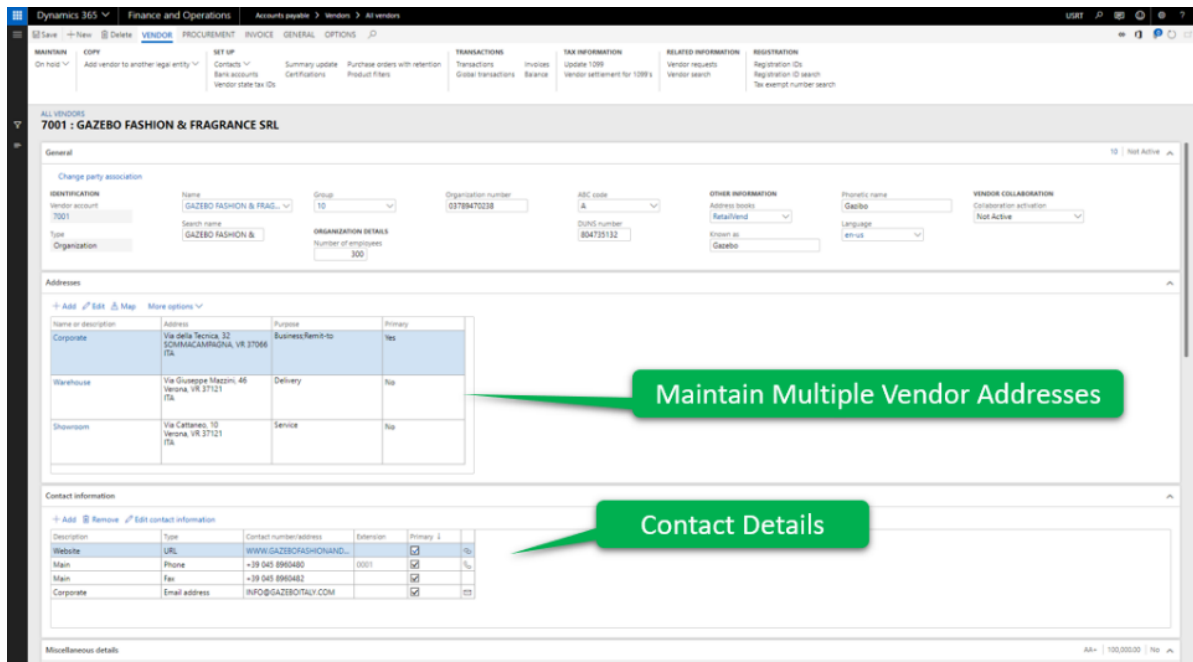 Dynamics 365 Finance and Operations Accounts payable > Vendors > All vendors USRT ?
Save + New Delete VENDOR PROCUREMENT INVOICE GENERAL OPTIONS
MAINTAIN COPY SET UP TRANSACTIONS TAX INFORMATION RELATED INFORMATION REGISTRATION
On hold Add vendor to another legal entity Contacts Summary update Purchase orders with retention Transactions Invoices Update 1099 Vendor requests Registration IDs
Bank accounts Certifications Product filters Global transactions Balance Vendor settlement for 1099's Vendor search Registration ID search
Vendor state tax IDs Tax exempt number search
ALL VENDORS
7001 : GAZEBO FASHION & FRAGRANCE SRL
General 10 Not Active
Change party association
IDENTIFICATION Name Group Organization number ABC code OTHER INFORMATION Phonetic name VENDOR COLLABORATION
Vendor account GAZEBO FASHION & FRAG... 10 03789470238 A Address books Gazibo Collaboration activation
7001 RetailVend Not Active
Search name DUNS number Language
Type GAZEBO FASHION & ORGANIZATION DETAILS 804735132 Known as en-us
Organization Number of employees Gazebo
300
Addresses
+ Add Edit Map More options
Name or description Address Purpose Primary
Corporate Via della Tecnica, 32 Business;Remit-to Yes
SOMMACAMPAGNA, VR 37066
ITA
Warehouse Via Giuseppe Mazzini, 46 Delivery No
Verona, VR 37121
ITA
Maintain Multiple Vendor Addresses
Showroom Via Cattaneo, 10 Service No
Verona, VR 37121
ITA
Contact information
+ Add Remove Edit contact information
Contact Details
Description Type Contact number/address Extension Primary ↓
Website URL WWW.GAZEBOFASHIONAND...
Main Phone +39 045 8960480 0001
Main Fax +39 045 8960482
Corporate Email address INFO@GAZEBOITALY.COM
Miscellaneous details AA+ 100,000.00 No